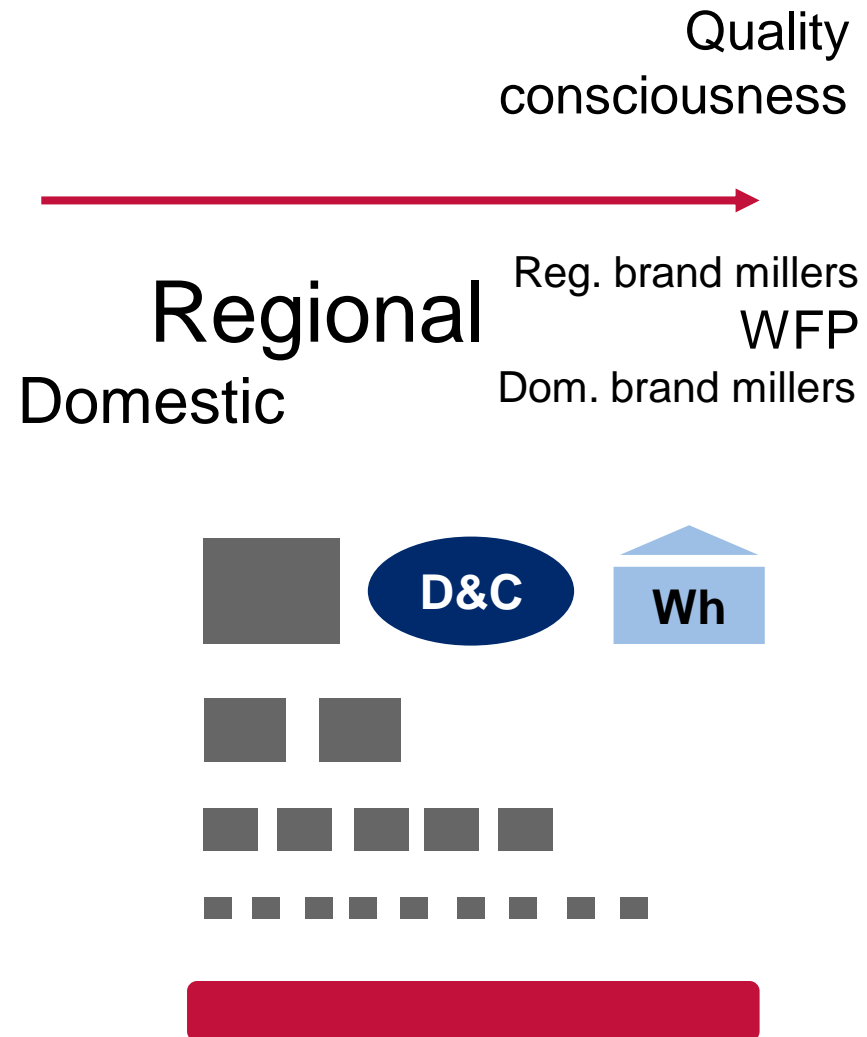 Quality
consciousness
Regional
Domestic
Reg. brand millers
WFP
Dom. brand millers
D&C
Wh